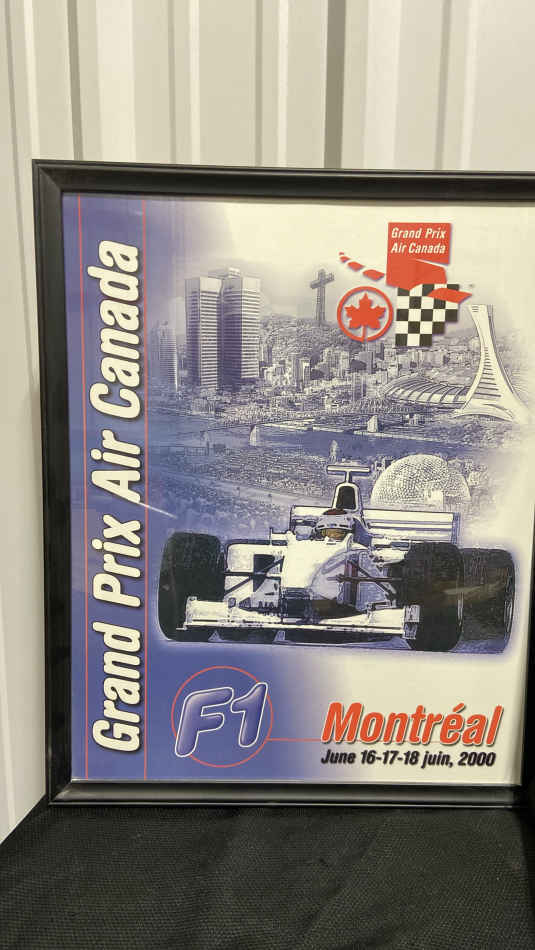 Grand Prix
Air Canada
Grand Prix Air Canada
F1
Montréal
June 16-17-18 juin, 2000